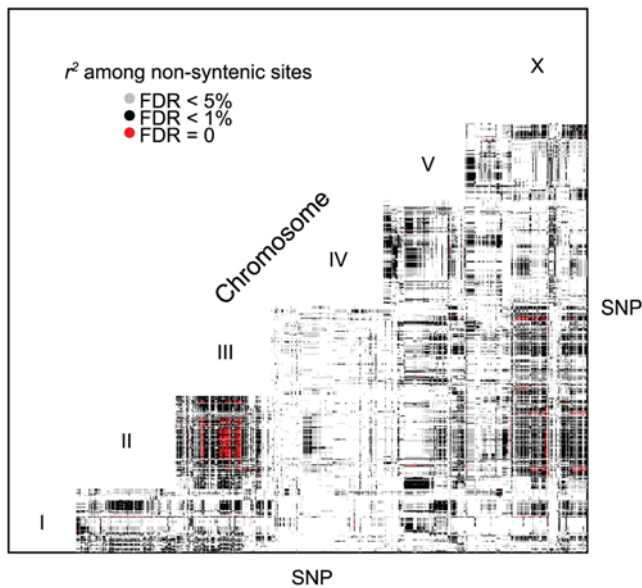 r² among non-syntenic sites
FDR < 5%
FDR < 1%
FDR = 0
X
V
Chromosome
IV
SNP
III
II
I
SNP